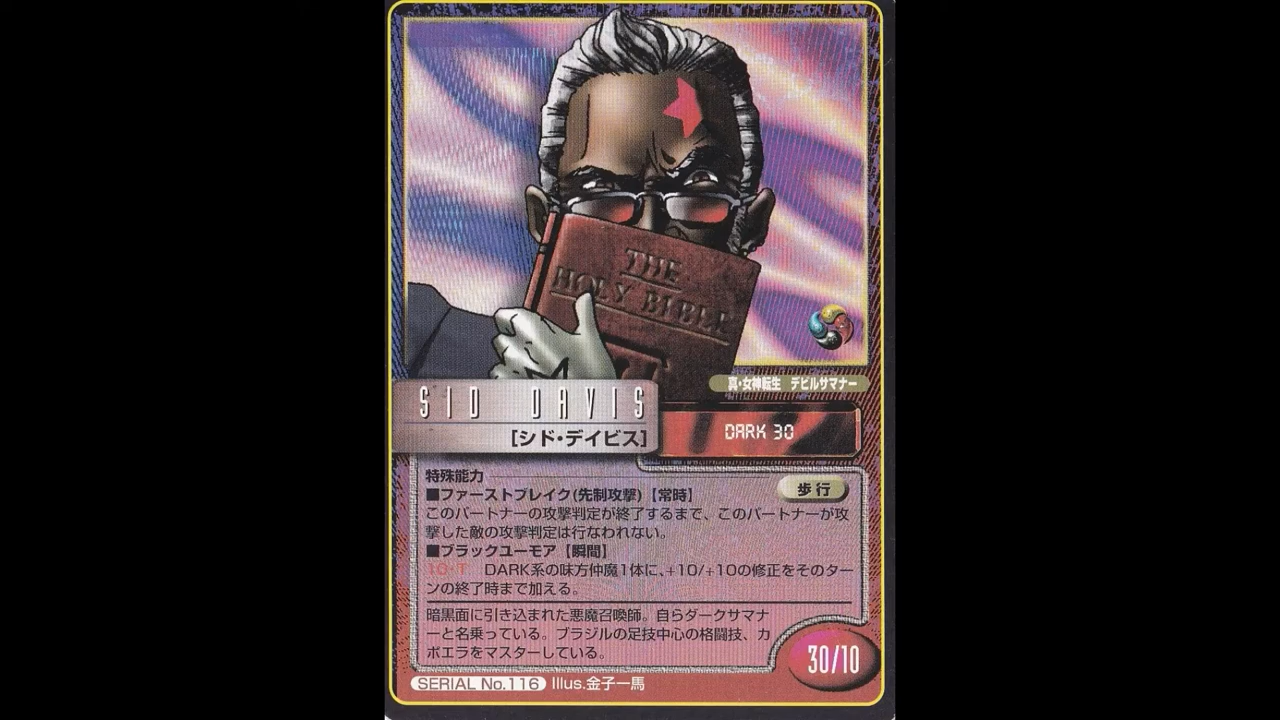 THE
HOLY BIBLE
真・女神転生 デビルサマナー
SID DAVIS
[シド・デイビス]
DARK 30
特殊能力
歩行
■ファーストブレイク(先制攻撃)【常時】
このパートナーの攻撃判定が終了するまで、このパートナーが攻
撃した敵の攻撃判定は行なわれない。
■ブラックユーモア【瞬間】
10・T DARK系の味方仲魔1体に、+10/+10の修正をそのター
ンの終了時まで加える。
暗黒面に引き込まれた悪魔召喚師。自らダークサマナ
ーと名乗っている。ブラジルの足技中心の格闘技、カ
ポエラをマスターしている。
30/10
SERIAL No.116 Illus.金子一馬